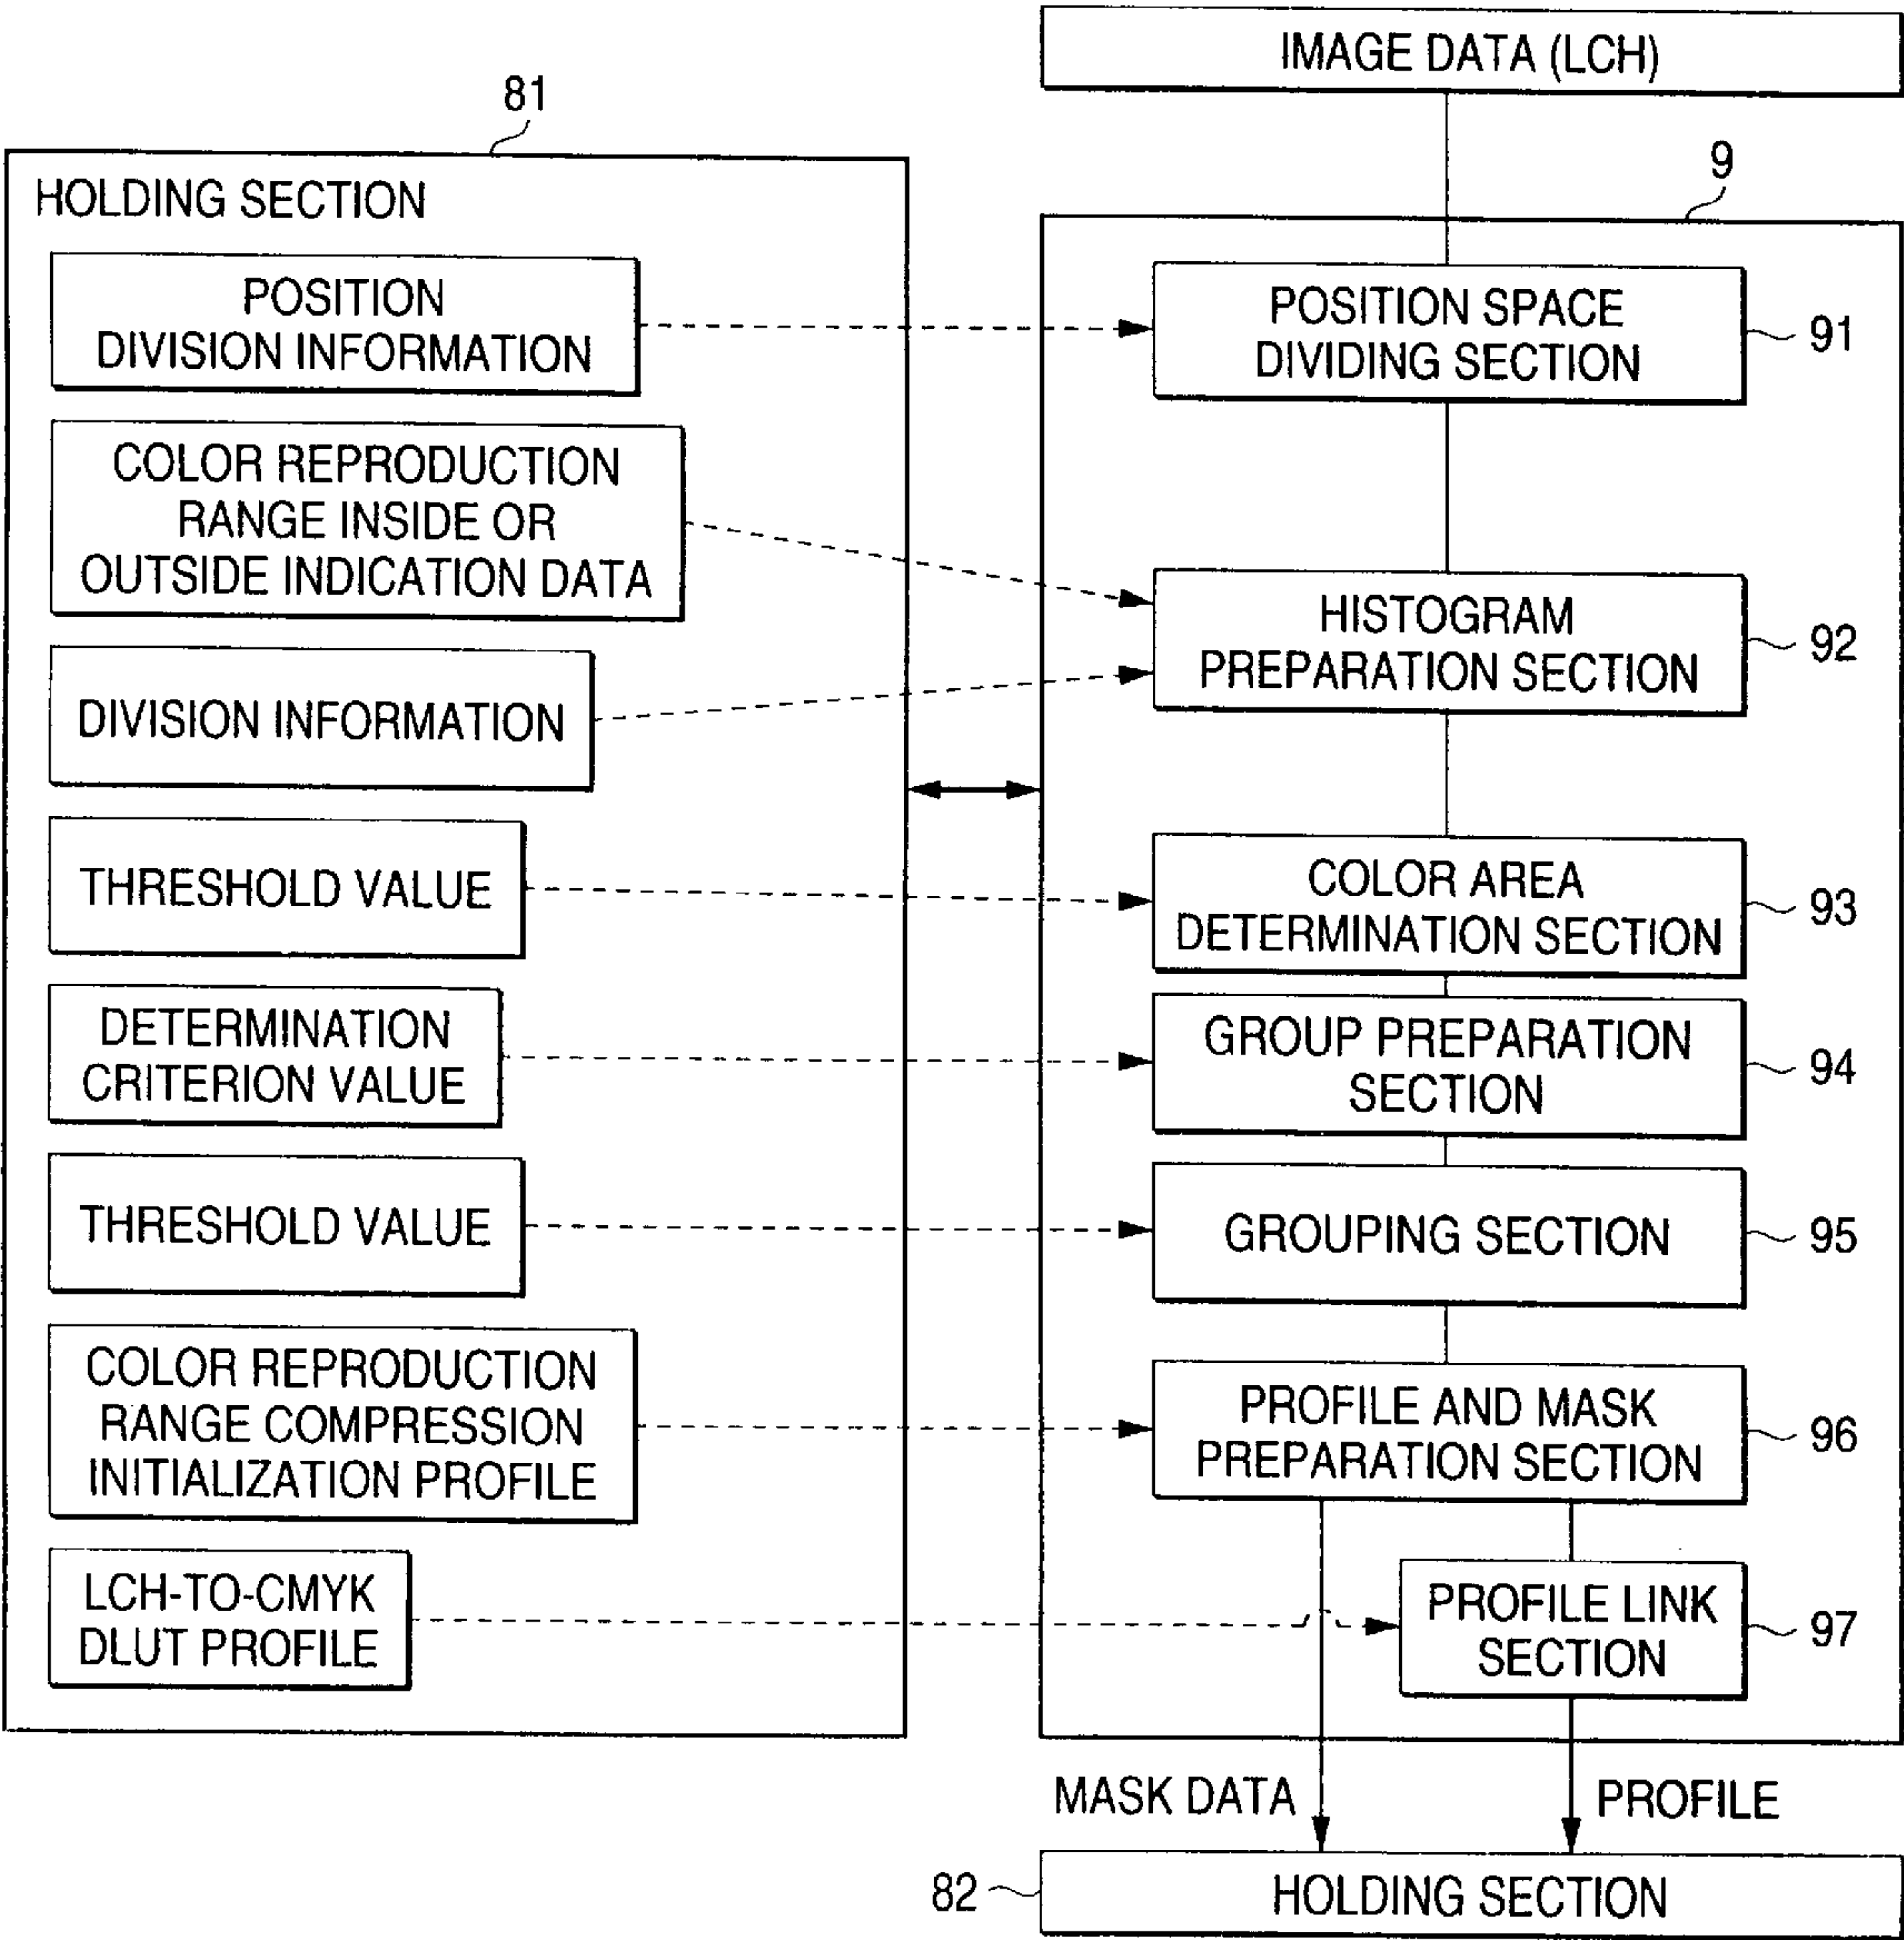 IMAGE DATA (LCH)
81
HOLDING SECTION
POSITION
DIVISION INFORMATION
COLOR REPRODUCTION
RANGE INSIDE OR
OUTSIDE INDICATION DATA
DIVISION INFORMATION
THRESHOLD VALUE
DETERMINATION
CRITERION VALUE
THRESHOLD VALUE
COLOR REPRODUCTION
RANGE COMPRESSION
INITIALIZATION PROFILE
LCH-TO-CMYK
DLUT PROFILE
9
POSITION SPACE
DIVIDING SECTION
91
HISTOGRAM
PREPARATION SECTION
92
COLOR AREA
DETERMINATION SECTION
93
GROUP PREPARATION
SECTION
94
GROUPING SECTION
95
PROFILE AND MASK
PREPARATION SECTION
96
PROFILE LINK
SECTION
97
MASK DATA
PROFILE
82
HOLDING SECTION